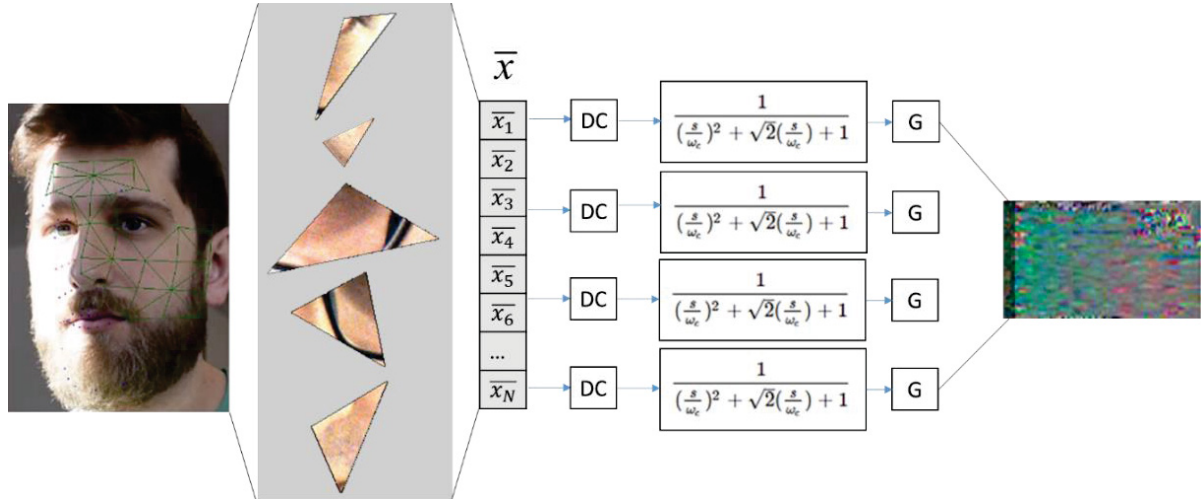 x̅
x̅₁ DC 1/((s/ω_c)² + √2(s/ω_c) + 1) G
x̅₂
x̅₃ DC 1/((s/ω_c)² + √2(s/ω_c) + 1) G
x̅₄
x̅₅
x̅₆ DC 1/((s/ω_c)² + √2(s/ω_c) + 1) G
...
x̅_N DC 1/((s/ω_c)² + √2(s/ω_c) + 1) G